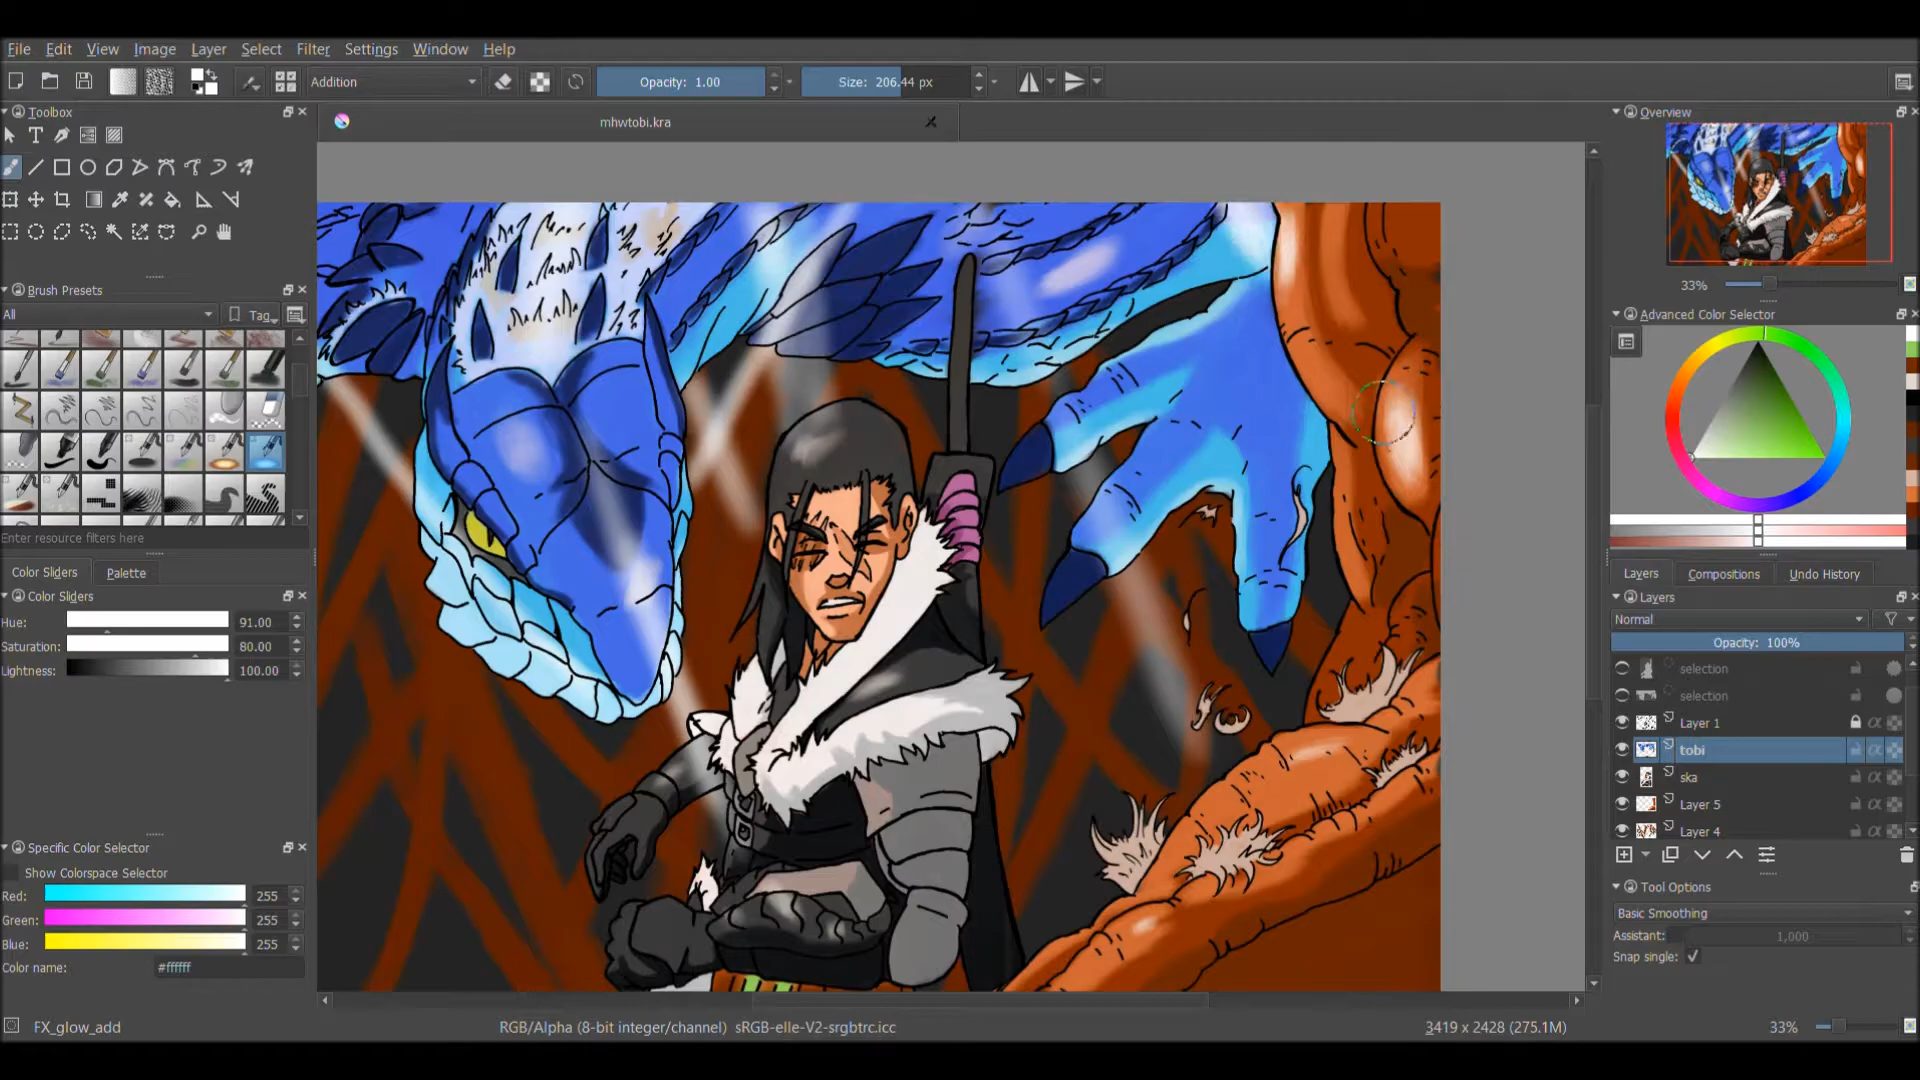 File Edit View Image Layer Select Filter Settings Window Help
Addition Opacity: 1.00 Size: 206.44 px
Toolbox
mhwtobi.kra
Overview
33%
Brush Presets
All Tag
Advanced Color Selector
Enter resource filters here
Color Sliders Palette
Color Sliders
Hue: 91.00
Saturation: 80.00
Lightness: 100.00
Layers Compositions Undo History
Layers
Normal
Opacity: 100%
selection
selection
Layer 1
tobi
ska
Layer 5
Layer 4
Specific Color Selector
Show Colorspace Selector
Red: 255
Green: 255
Blue: 255
Color name: #ffffff
Tool Options
Basic Smoothing
Assistant: 1,000
Snap single:
FX_glow_add
RGB/Alpha (8-bit integer/channel) sRGB-elle-V2-srgbtrc.icc
3419 x 2428 (275.1M)
33%